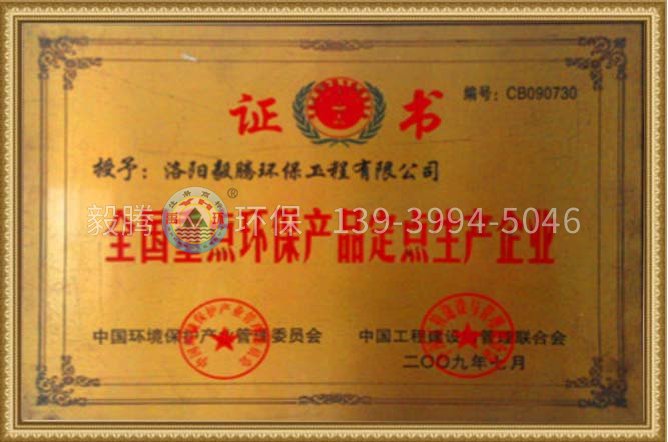 编号：CB090730
证 书
授予：洛阳毅腾环保工程有限公司
全国重点环保产品定点生产企业
毅腾 ® 环保 139-3994-5046
中国环境保护产业管理委员会 中国工程建设 管理联合会
二〇〇九年七月